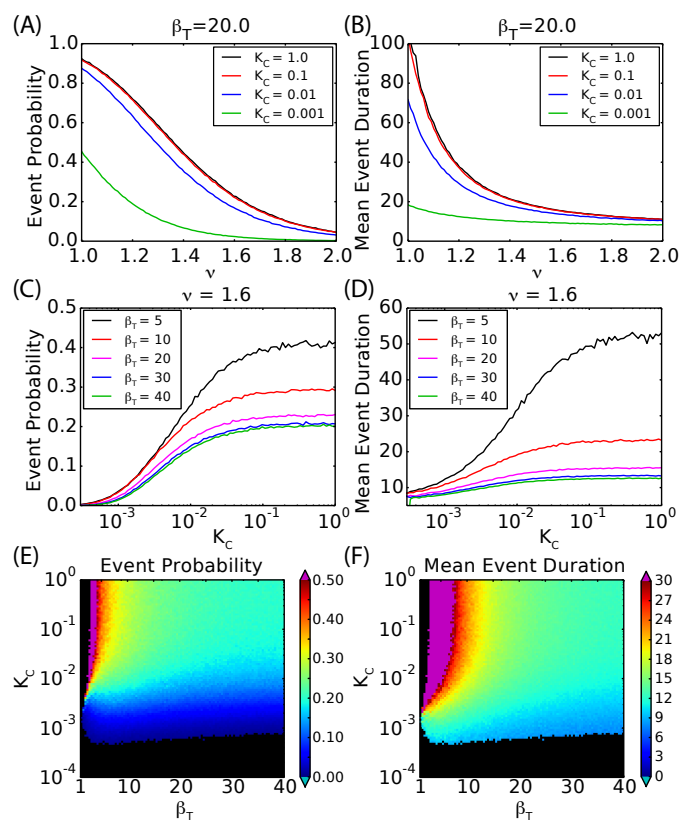 (A) β_T=20.0
Event Probability
1.0
0.8
0.6
0.4
0.2
0.0
K_C = 1.0
K_C = 0.1
K_C = 0.01
K_C = 0.001
1.0 1.2 1.4 1.6 1.8 2.0
ν
(B) β_T=20.0
Mean Event Duration
100
80
60
40
20
0
K_C = 1.0
K_C = 0.1
K_C = 0.01
K_C = 0.001
1.0 1.2 1.4 1.6 1.8 2.0
ν
(C) ν = 1.6
Event Probability
0.5
0.4
0.3
0.2
0.1
0.0
β_T = 5
β_T = 10
β_T = 20
β_T = 30
β_T = 40
10⁻³ 10⁻² 10⁻¹ 10⁰
K_C
(D) ν = 1.6
Mean Event Duration
60
50
40
30
20
10
β_T = 5
β_T = 10
β_T = 20
β_T = 30
β_T = 40
10⁻³ 10⁻² 10⁻¹ 10⁰
K_C
(E) Event Probability
K_C
10⁰
10⁻¹
10⁻²
10⁻³
10⁻⁴
1 10 20 30 40
β_T
0.50
0.40
0.30
0.20
0.10
0.00
(F) Mean Event Duration
K_C
10⁰
10⁻¹
10⁻²
10⁻³
10⁻⁴
1 10 20 30 40
β_T
30
27
24
21
18
15
12
9
6
3
0